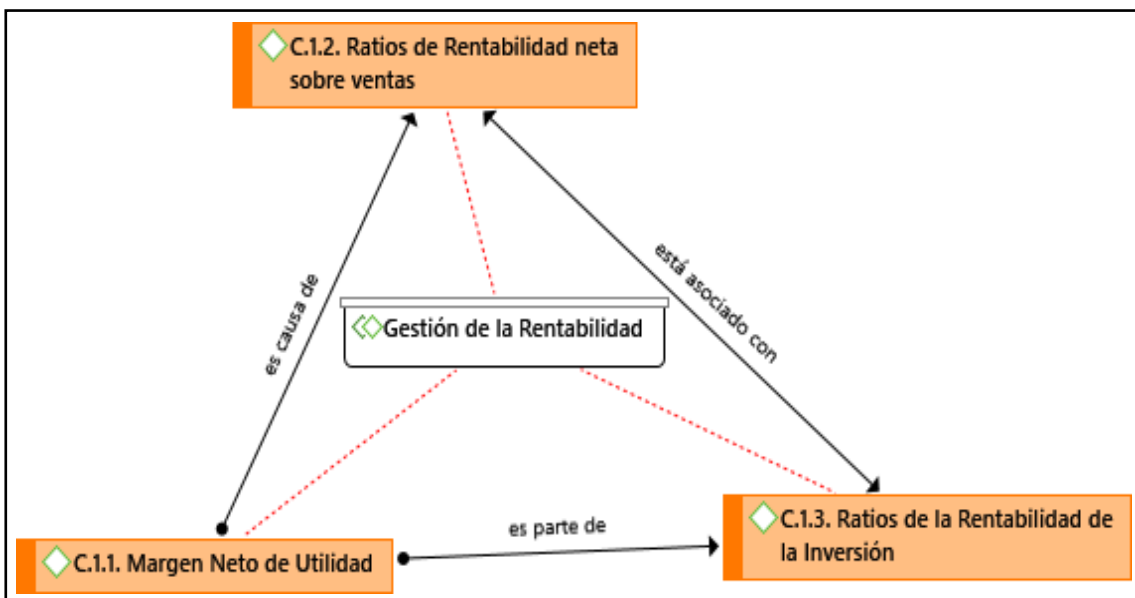 C.1.2. Ratios de Rentabilidad neta
sobre ventas
es causa de
está asociado con
Gestión de la Rentabilidad
es parte de
C.1.1. Margen Neto de Utilidad
C.1.3. Ratios de la Rentabilidad de
la Inversión